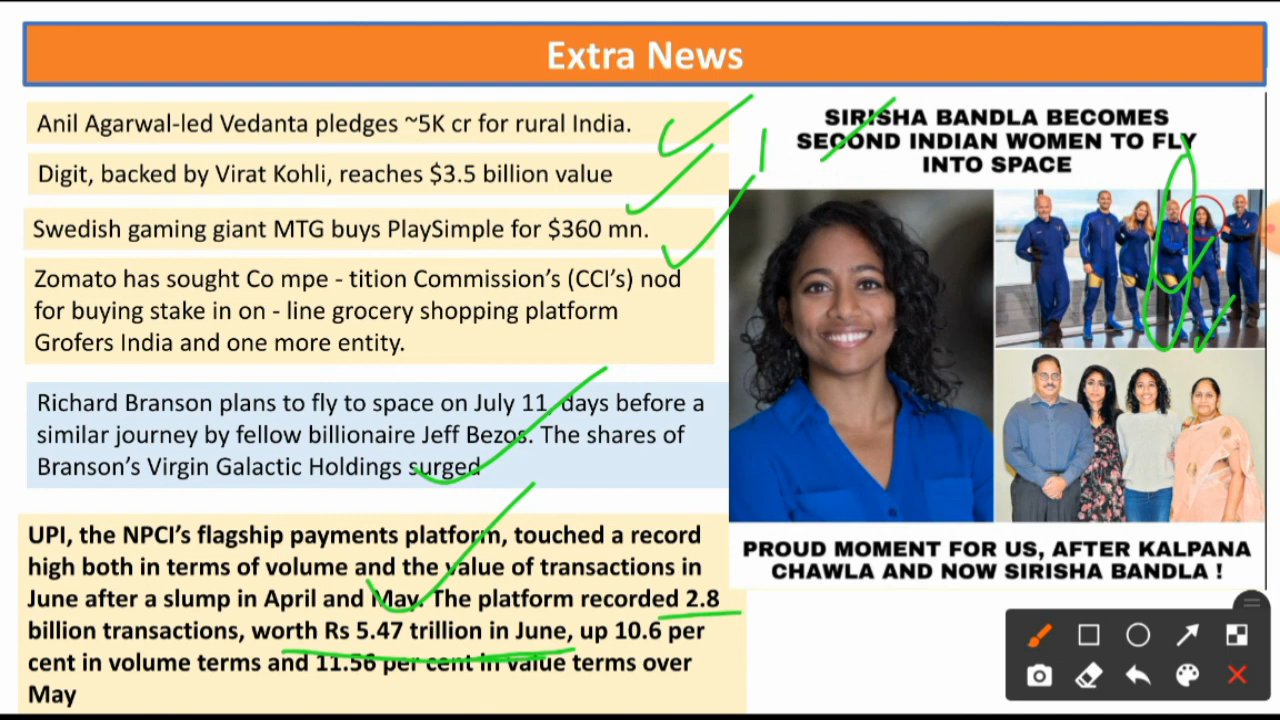 Extra News
Anil Agarwal-led Vedanta pledges ~5K cr for rural India.
Digit, backed by Virat Kohli, reaches $3.5 billion value
Swedish gaming giant MTG buys PlaySimple for $360 mn.
Zomato has sought Co mpe - tition Commission’s (CCI’s) nod
for buying stake in on - line grocery shopping platform
Grofers India and one more entity.
Richard Branson plans to fly to space on July 11, days before a
similar journey by fellow billionaire Jeff Bezos. The shares of
Branson’s Virgin Galactic Holdings surged
UPI, the NPCI’s flagship payments platform, touched a record
high both in terms of volume and the value of transactions in
June after a slump in April and May. The platform recorded 2.8
billion transactions, worth Rs 5.47 trillion in June, up 10.6 per
cent in volume terms and 11.56 per cent in value terms over
May
SIRISHA BANDLA BECOMES
SECOND INDIAN WOMEN TO FLY
INTO SPACE
PROUD MOMENT FOR US, AFTER KALPANA
CHAWLA AND NOW SIRISHA BANDLA !